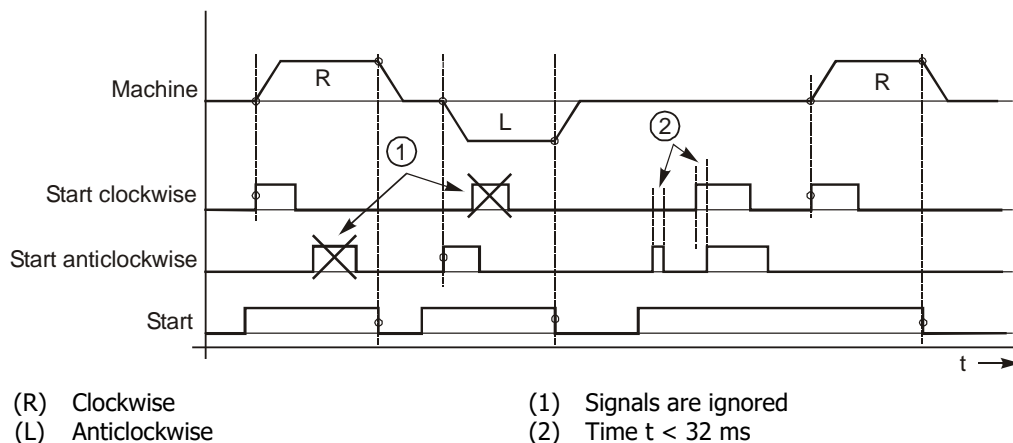 Machine
R
L
R
1
2
Start clockwise
Start anticlockwise
Start
t
(R) Clockwise
(L) Anticlockwise
(1) Signals are ignored
(2) Time t < 32 ms